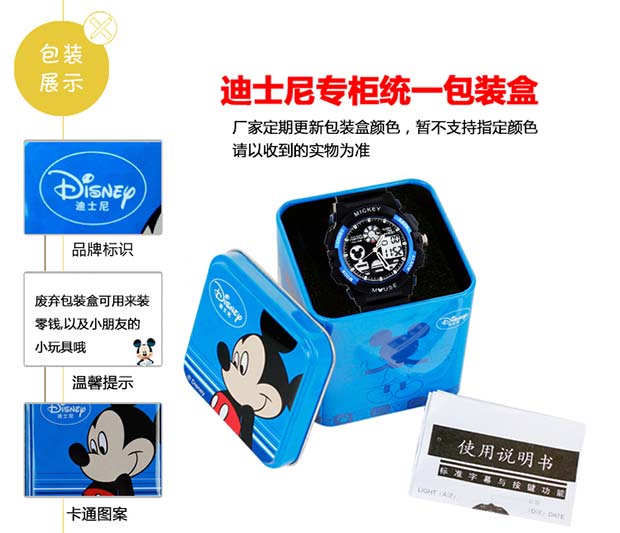 包装
展示
迪士尼专柜统一包装盒
厂家定期更新包装盒颜色，暂不支持指定颜色
请以收到的实物为准
Disney
迪士尼
品牌标识
废弃包装盒可用来装
零钱,以及小朋友的
小玩具哦
温馨提示
Disney
迪士尼
卡通图案
Disney
迪士尼
© Disney
MICKEY
MOUSE
Disney
使用说明书
标准字幕与按键功能
LIGHT
DATE